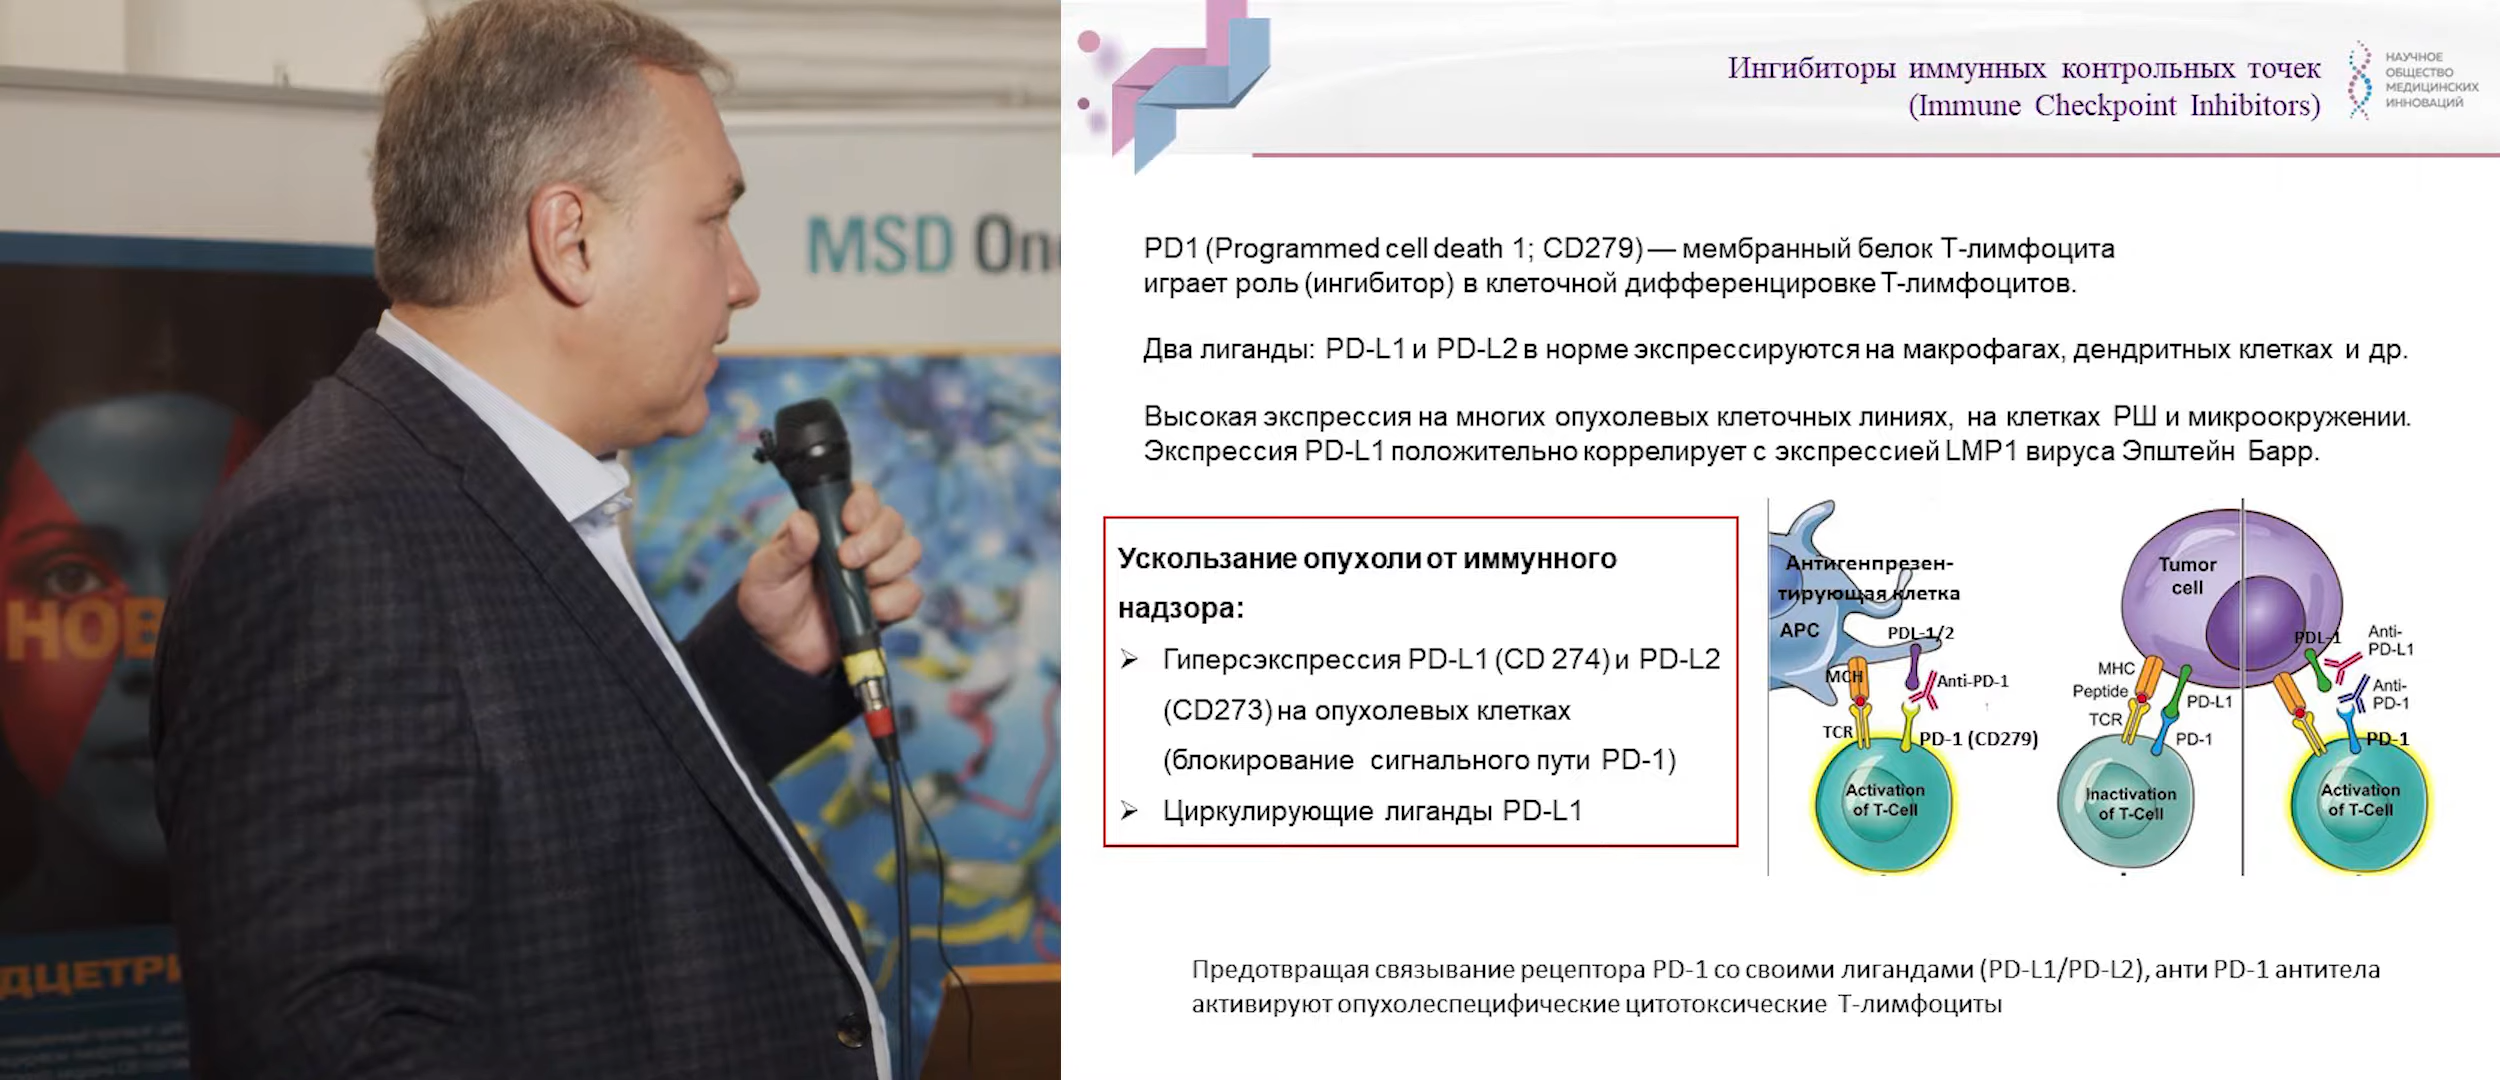 MSD
НОВ
ДЦЕТРИ
Ингибиторы иммунных контрольных точек
(Immune Checkpoint Inhibitors)
НАУЧНОЕ
ОБЩЕСТВО
МЕДИЦИНСКИХ
ИННОВАЦИЙ
PD1 (Programmed cell death 1; CD279) — мембранный белок Т-лимфоцита
играет роль (ингибитор) в клеточной дифференцировке Т-лимфоцитов.
Два лиганды: PD-L1 и PD-L2 в норме экспрессируются на макрофагах, дендритных клетках и др.
Высокая экспрессия на многих опухолевых клеточных линиях, на клетках РШ и микроокружении.
Экспрессия PD-L1 положительно коррелирует с экспрессией LMP1 вируса Эпштейн Барр.
Ускользание опухоли от иммунного
надзора:
➢ Гиперсэкспрессия PD-L1 (CD 274) и PD-L2
(CD273) на опухолевых клетках
(блокирование сигнального пути PD-1)
➢ Циркулирующие лиганды PD-L1
Антигенпрезен-
тирующая клетка
APC
PDL-1/2
MCH
Anti-PD-1
TCR
PD-1 (CD279)
Activation
of T-Cell
Tumor
cell
MHC
Peptide
TCR
PD-L1
PD-1
Inactivation
of T-Cell
PDL-1
Anti-
PD-L1
Anti-
PD-1
PD-1
Activation
of T-Cell
Предотвращая связывание рецептора PD-1 со своими лигандами (PD-L1/PD-L2), анти PD-1 антитела
активируют опухолеспецифические цитотоксические Т-лимфоциты